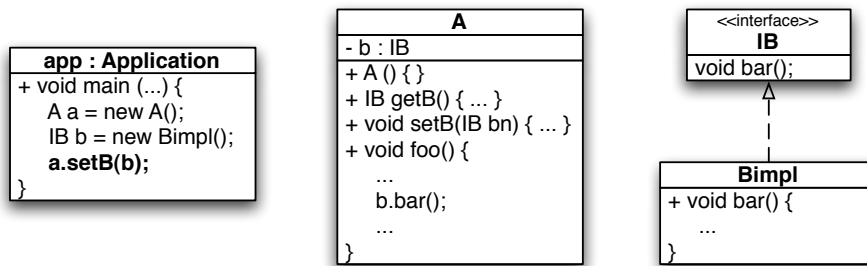 app : Application
+ void main (...) {
A a = new A();
IB b = new Bimpl();
a.setB(b);
}
A
- b : IB
+ A () { }
+ IB getB() { ... }
+ void setB(IB bn) { ... }
+ void foo() {
...
b.bar();
...
}
<<interface>>
IB
void bar();
Bimpl
+ void bar() {
...
}